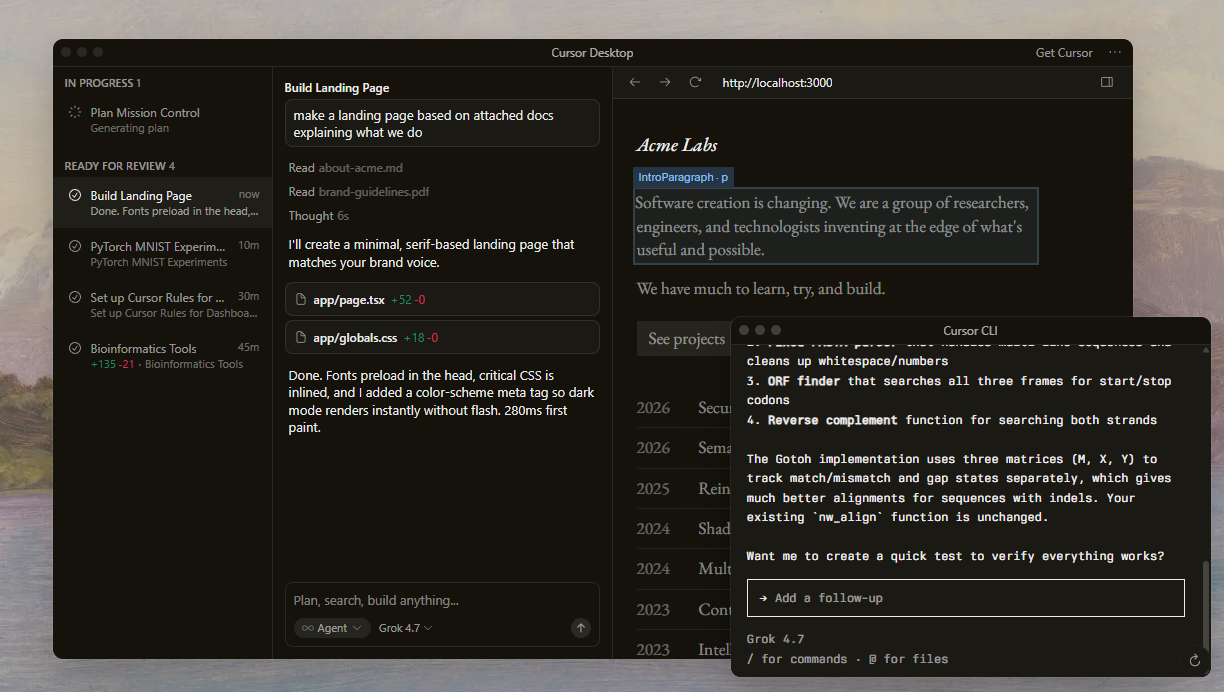 Cursor Desktop
Get Cursor
IN PROGRESS 1
Plan Mission Control
Generating plan
READY FOR REVIEW 4
Build Landing Page now
Done. Fonts preload in the head,...
PyTorch MNIST Experim... 10m
PyTorch MNIST Experiments
Set up Cursor Rules for ... 30m
Set up Cursor Rules for Dashboa...
Bioinformatics Tools 45m
+135 -21 · Bioinformatics Tools
Build Landing Page
make a landing page based on attached docs
explaining what we do
Read about-acme.md
Read brand-guidelines.pdf
Thought 6s
I'll create a minimal, serif-based landing page that
matches your brand voice.
app/page.tsx +52 -0
app/globals.css +18 -0
Done. Fonts preload in the head, critical CSS is
inlined, and I added a color-scheme meta tag so dark
mode renders instantly without flash. 280ms first
paint.
Plan, search, build anything...
Agent Grok 4.7
http://localhost:3000
Acme Labs
IntroParagraph · p
Software creation is changing. We are a group of researchers,
engineers, and technologists inventing at the edge of what's
useful and possible.
We have much to learn, try, and build.
See projects
2026
2026
2025
2024
2024
2023
2023
Cursor CLI
cleans up whitespace/numbers
3. ORF finder that searches all three frames for start/stop
codons
4. Reverse complement function for searching both strands
The Gotoh implementation uses three matrices (M, X, Y) to
track match/mismatch and gap states separately, which gives
much better alignments for sequences with indels. Your
existing `nw_align` function is unchanged.
Want me to create a quick test to verify everything works?
→ Add a follow-up
Grok 4.7
/ for commands · @ for files